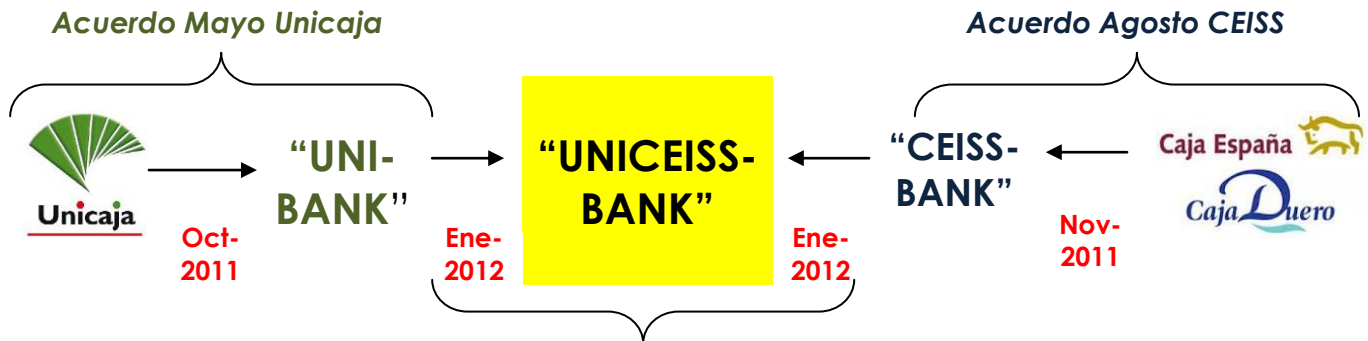 Acuerdo Mayo Unicaja
Acuerdo Agosto CEISS
Unicaja
“UNI-
BANK”
“UNICEISS-
BANK”
“CEISS-
BANK”
Caja España
Caja Duero
Oct-
2011
Ene-
2012
Ene-
2012
Nov-
2011